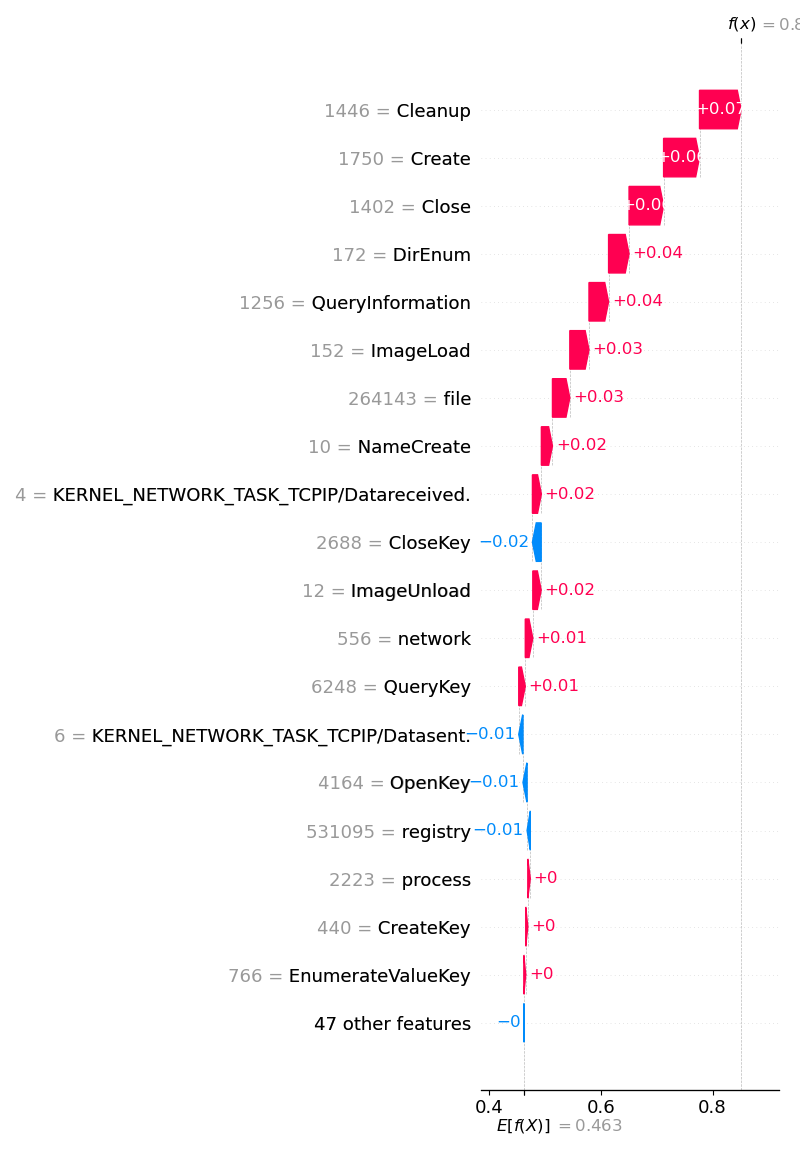 f(x) = 0.8
1446 = Cleanup +0.07
1750 = Create +0.06
1402 = Close +0.06
172 = DirEnum +0.04
1256 = QueryInformation +0.04
152 = ImageLoad +0.03
264143 = file +0.03
10 = NameCreate +0.02
4 = KERNEL_NETWORK_TASK_TCPIP/Datareceived. +0.02
2688 = CloseKey −0.02
12 = ImageUnload +0.02
556 = network +0.01
6248 = QueryKey +0.01
6 = KERNEL_NETWORK_TASK_TCPIP/Datasent. −0.01
4164 = OpenKey −0.01
531095 = registry −0.01
2223 = process +0
440 = CreateKey +0
766 = EnumerateValueKey +0
47 other features −0
0.4 0.6 0.8
E[f(X)] = 0.463